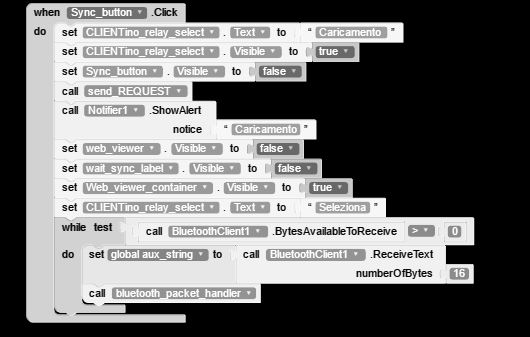 when Sync_button .Click
do set CLIENTino_relay_select . Text to " Caricamento "
set CLIENTino_relay_select . Visible to true
set Sync_button . Visible to false
call send_REQUEST
call Notifier1 .ShowAlert
notice " Caricamento "
set web_viewer . Visible to false
set wait_sync_label . Visible to false
set Web_viewer_container . Visible to true
set CLIENTino_relay_select . Text to " Seleziona "
while test call BluetoothClient1 .BytesAvailableToReceive > 0
do set global aux_string to call BluetoothClient1 .ReceiveText
numberOfBytes 16
call bluetooth_packet_handler